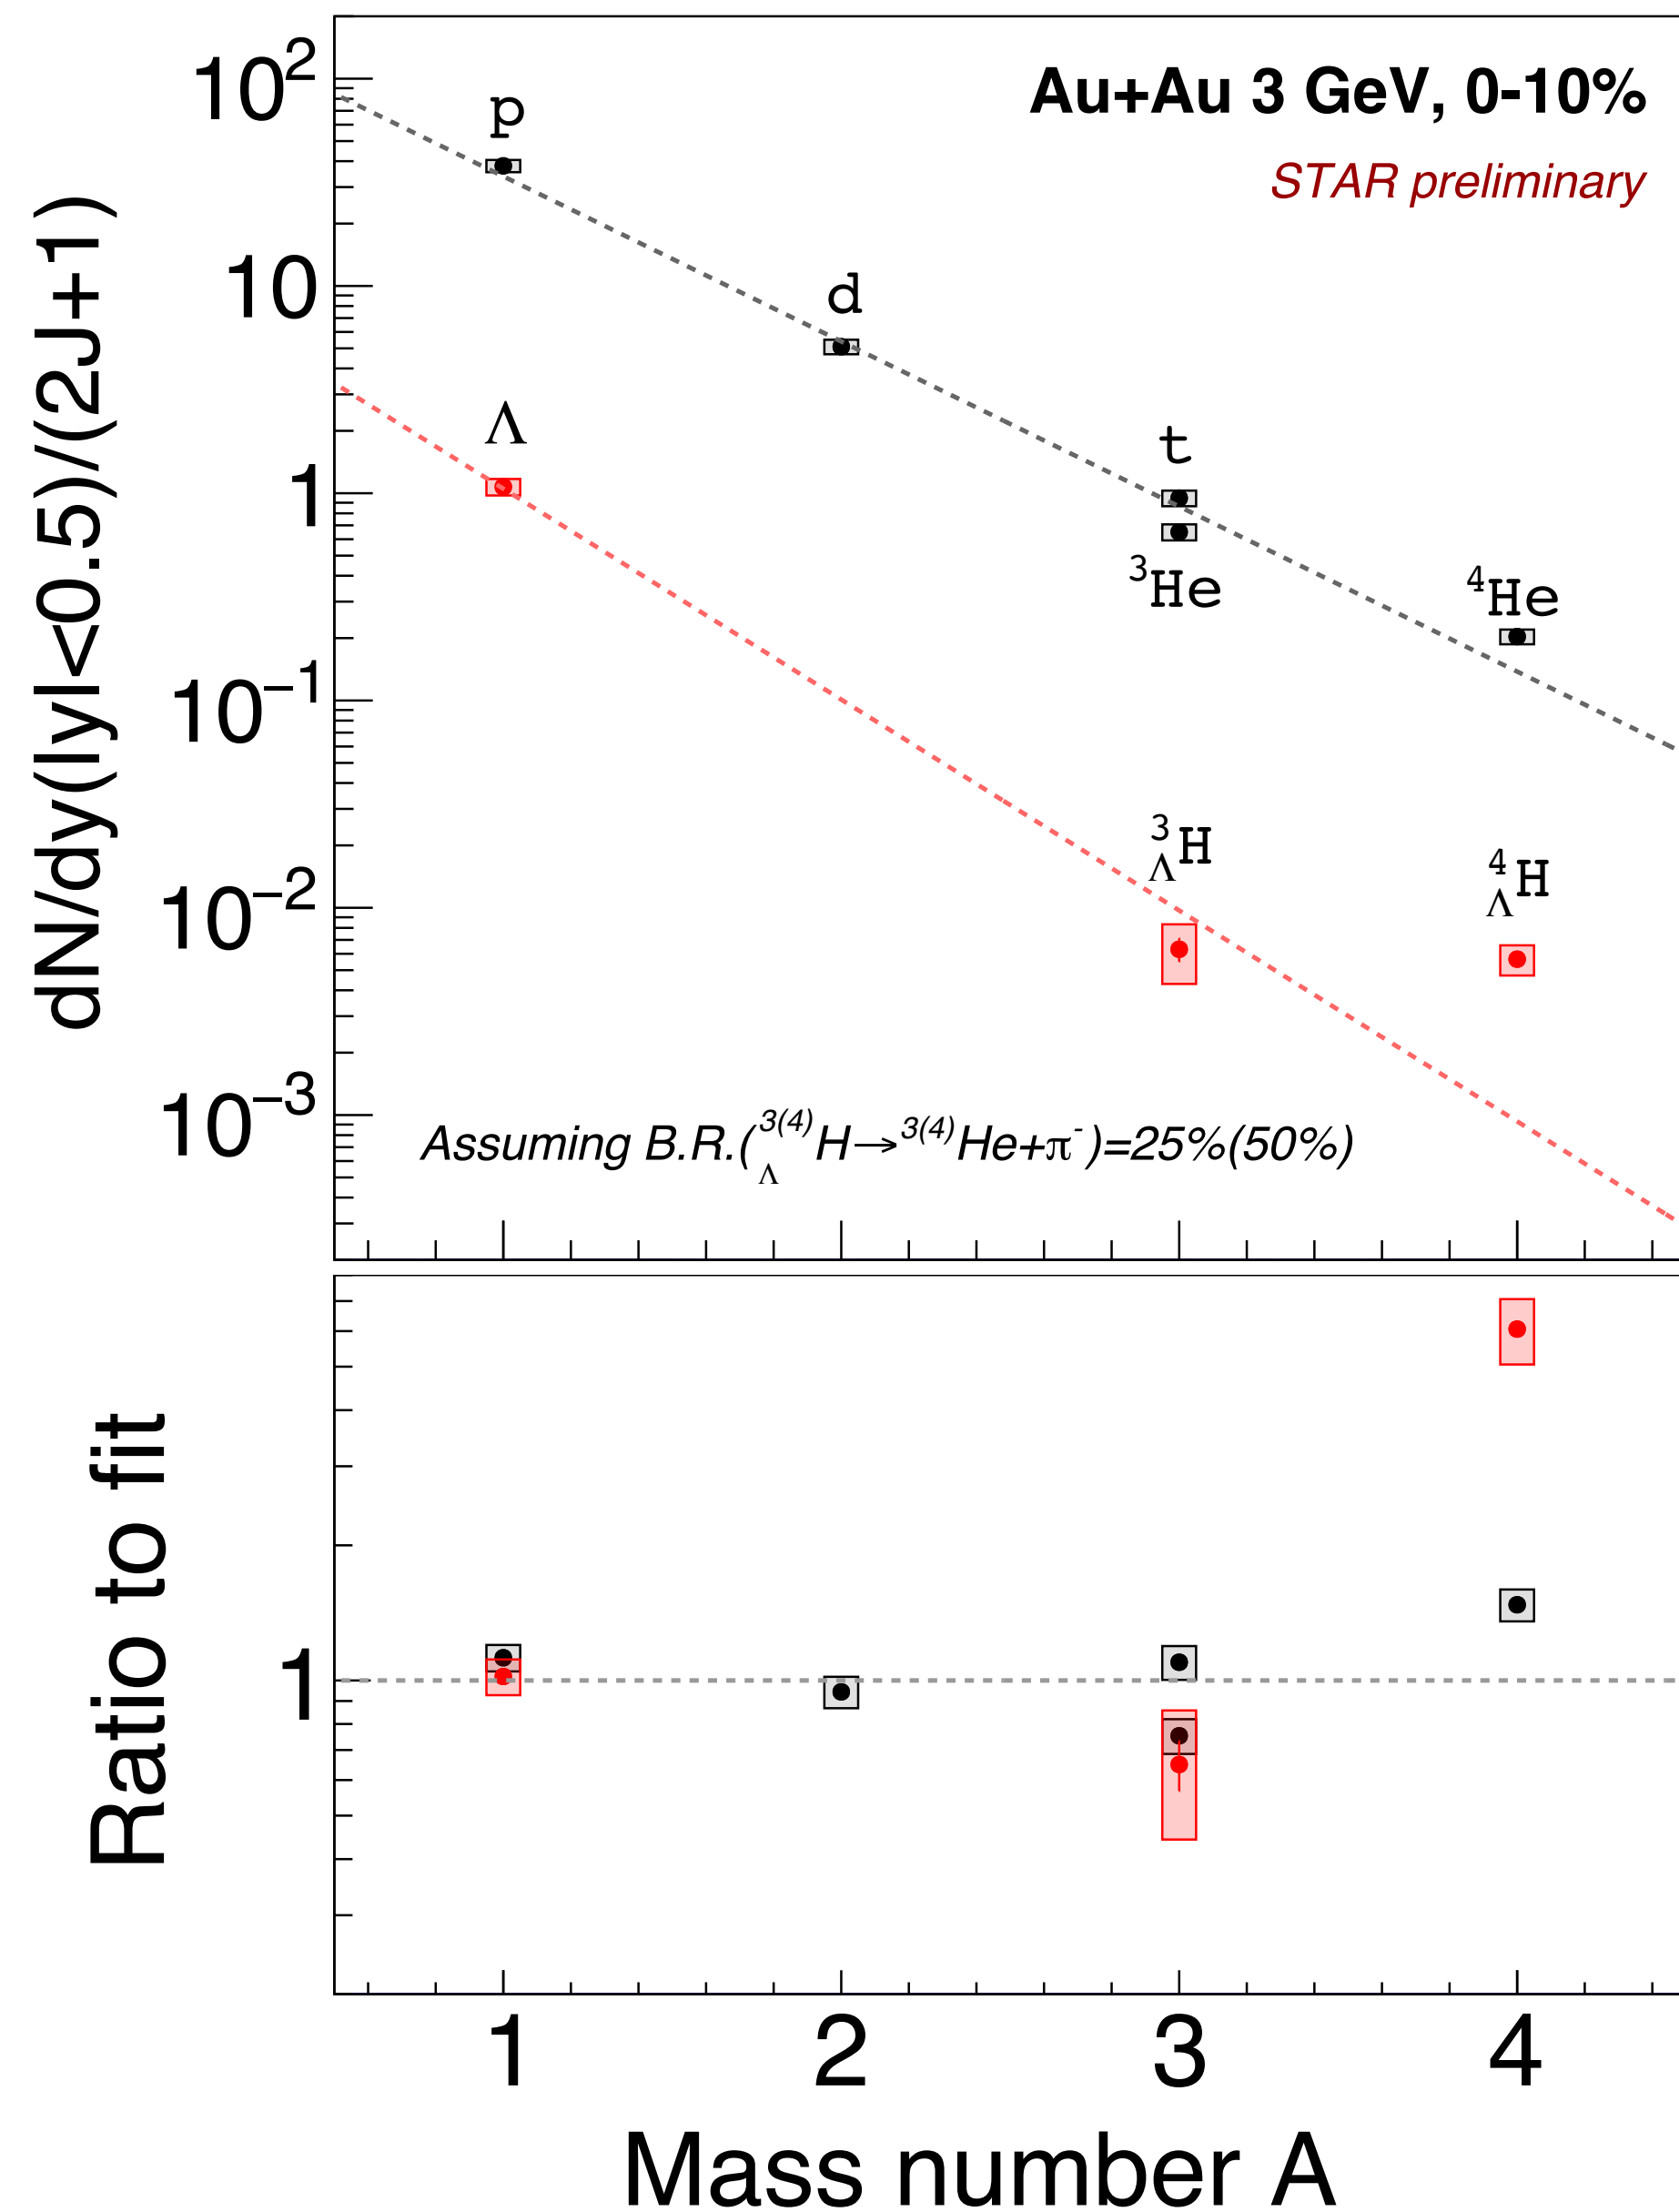 Au+Au 3 GeV, 0-10%
STAR preliminary
dN/dy(|y|<0.5)/(2J+1)
10²
10
1
10⁻¹
10⁻²
10⁻³
p
d
t
³He
⁴He
Λ
³ΛH
⁴ΛH
Assuming B.R.(³⁽⁴⁾ΛH→³⁽⁴⁾He+π⁻)=25%(50%)
Ratio to fit
1
1 2 3 4
Mass number A